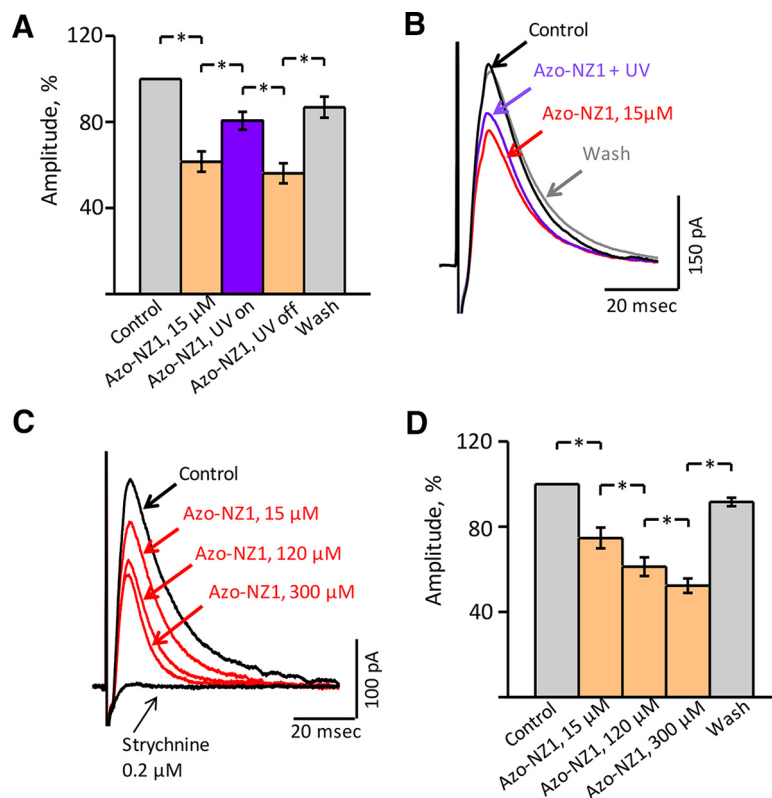 A
120
80
40
Amplitude, %
*
*
*
*
Control
Azo-NZ1, 15 µM
Azo-NZ1, UV on
Azo-NZ1, UV off
Wash
B
Control
Azo-NZ1 + UV
Azo-NZ1, 15µM
Wash
150 pA
20 msec
C
Control
Azo-NZ1, 15 µM
Azo-NZ1, 120 µM
Azo-NZ1, 300 µM
100 pA
20 msec
Strychnine
0.2 µM
D
120
80
40
Amplitude, %
*
*
*
*
Control
Azo-NZ1, 15 µM
Azo-NZ1, 120 µM
Azo-NZ1, 300 µM
Wash